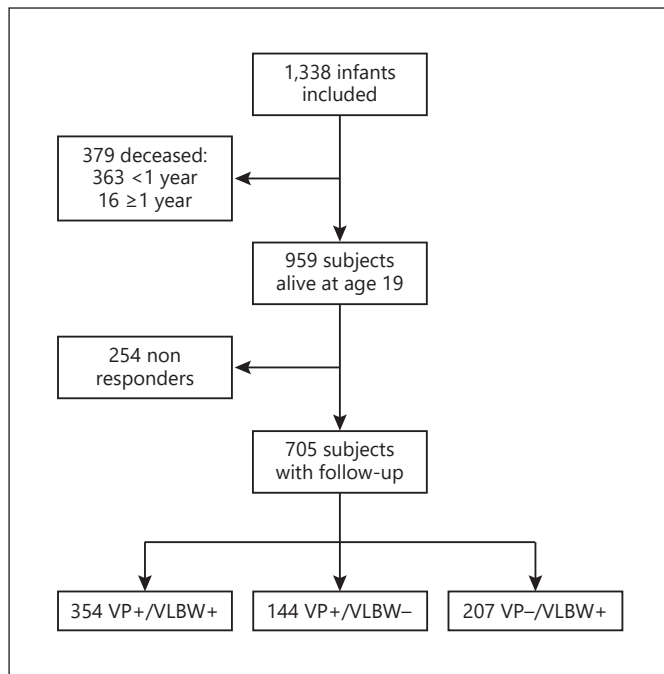 1,338 infants
included
379 deceased:
363 <1 year
16 ≥1 year
959 subjects
alive at age 19
254 non
responders
705 subjects
with follow-up
354 VP+/VLBW+
144 VP+/VLBW–
207 VP–/VLBW+